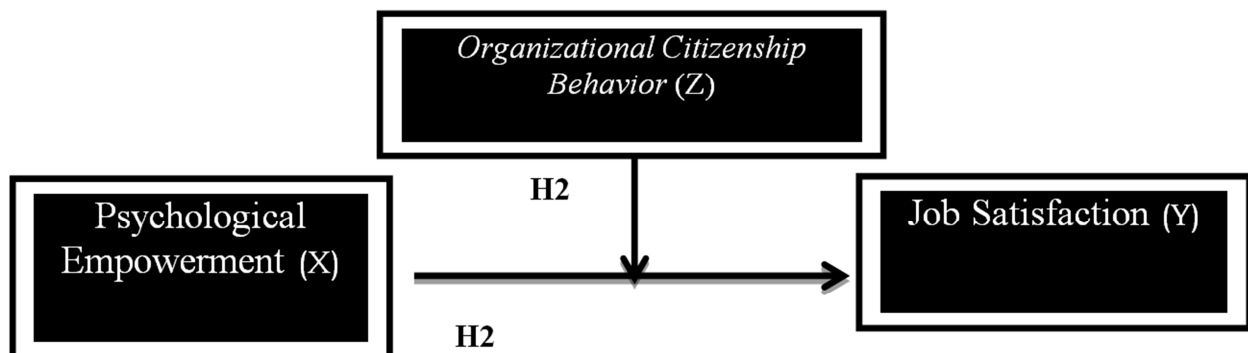 Organizational Citizenship
Behavior (Z)
H2
Psychological
Empowerment (X)
Job Satisfaction (Y)
H2